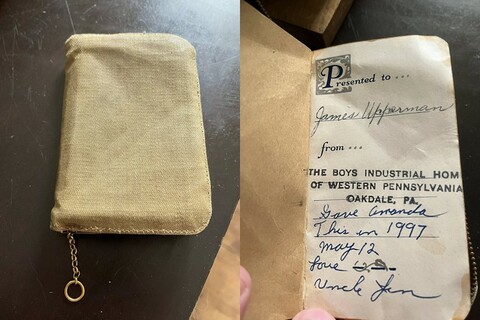 Presented to ...
James Upperman
from ...
THE BOYS INDUSTRIAL HOM
OF WESTERN PENNSYLVANIA
OAKDALE, PA.
Gave Amanda
This in 1997
May 12
Love
Uncle Jim